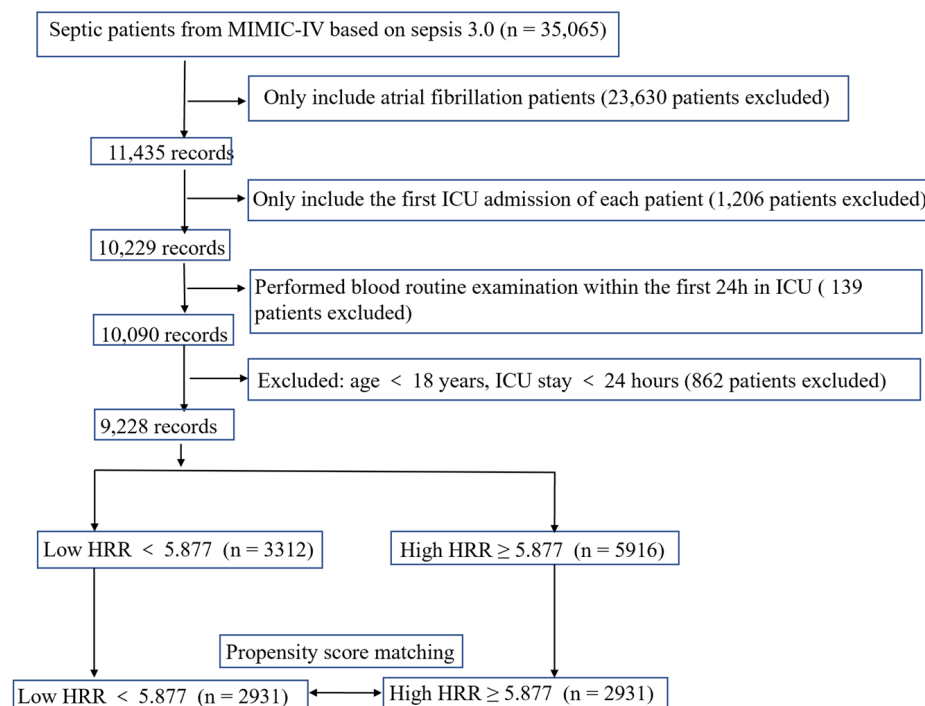 Septic patients from MIMIC-IV based on sepsis 3.0 (n = 35,065)
Only include atrial fibrillation patients (23,630 patients excluded)
11,435 records
Only include the first ICU admission of each patient (1,206 patients excluded)
10,229 records
Performed blood routine examination within the first 24h in ICU ( 139
patients excluded)
10,090 records
Excluded: age < 18 years, ICU stay < 24 hours (862 patients excluded)
9,228 records
Low HRR < 5.877 (n = 3312)
High HRR ≥ 5.877 (n = 5916)
Propensity score matching
Low HRR < 5.877 (n = 2931)
High HRR ≥ 5.877 (n = 2931)